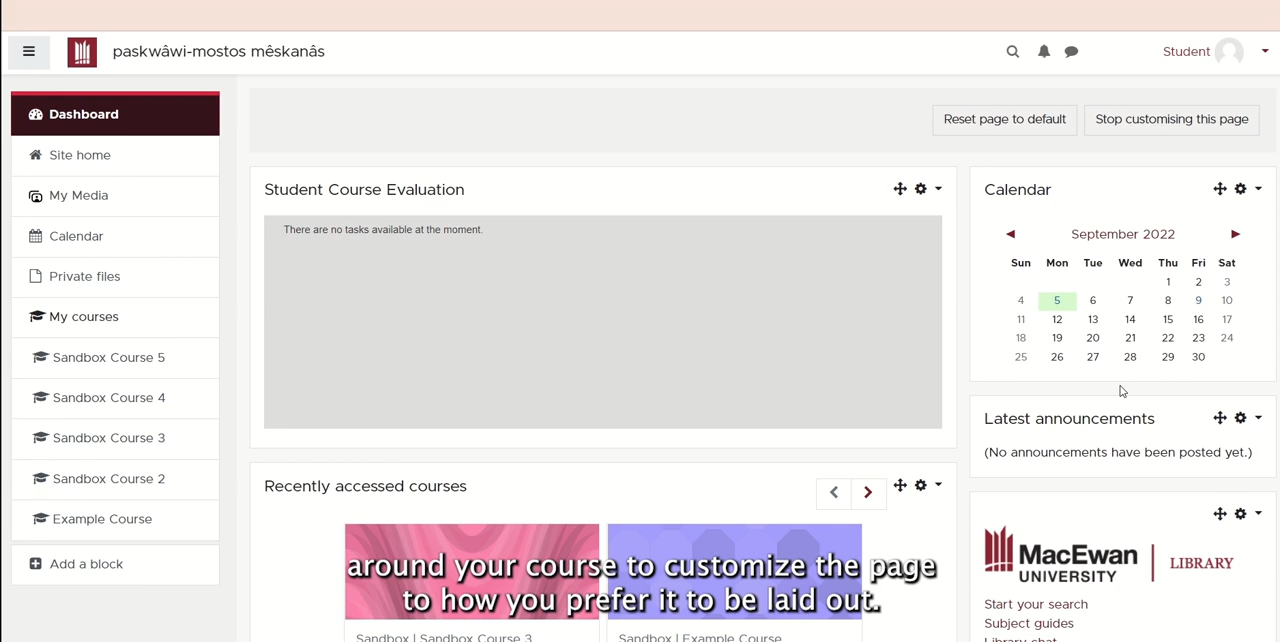 paskwâwi-mostos mêskanâs
Student
Dashboard
Site home
My Media
Calendar
Private files
My courses
Sandbox Course 5
Sandbox Course 4
Sandbox Course 3
Sandbox Course 2
Example Course
Add a block
Reset page to default
Stop customising this page
Student Course Evaluation
There are no tasks available at the moment.
Recently accessed courses
around your course to customize the page
to how you prefer it to be laid out.
Sandbox | Sandbox Course 3
Sandbox | Example Course
Calendar
September 2022
Sun Mon Tue Wed Thu Fri Sat
1 2 3
4 5 6 7 8 9 10
11 12 13 14 15 16 17
18 19 20 21 22 23 24
25 26 27 28 29 30
Latest announcements
(No announcements have been posted yet.)
MacEwan
UNIVERSITY
LIBRARY
Start your search
Subject guides
Library chat